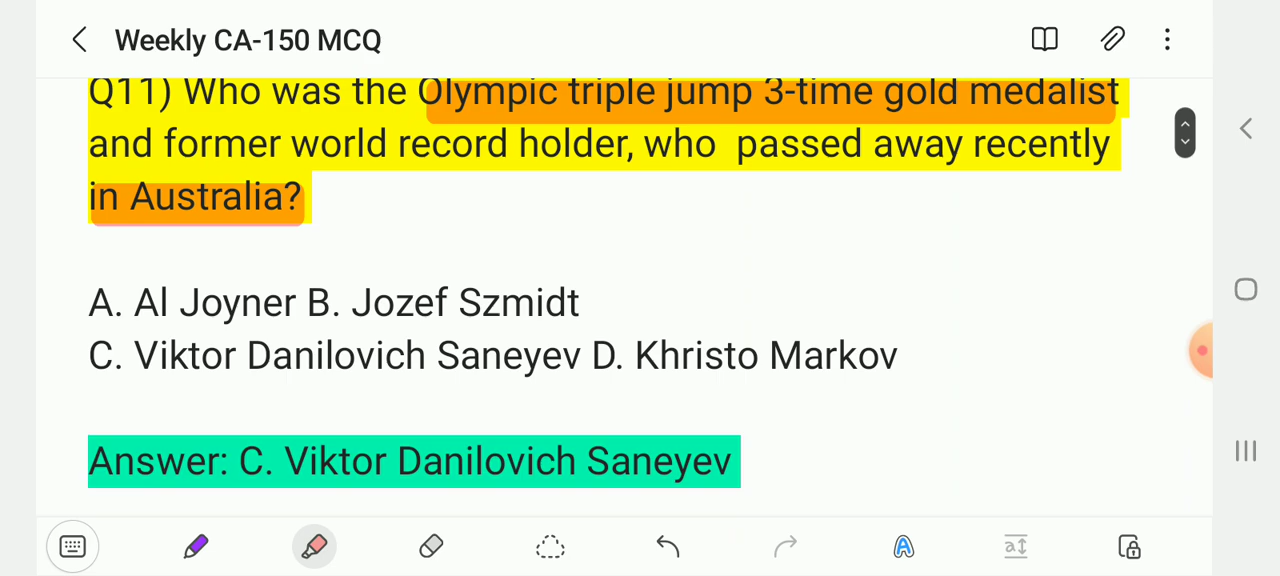 Weekly CA-150 MCQ
Q11) Who was the Olympic triple jump 3-time gold medalist
and former world record holder, who  passed away recently
in Australia?
A. Al Joyner B. Jozef Szmidt
C. Viktor Danilovich Saneyev D. Khristo Markov
Answer: C. Viktor Danilovich Saneyev